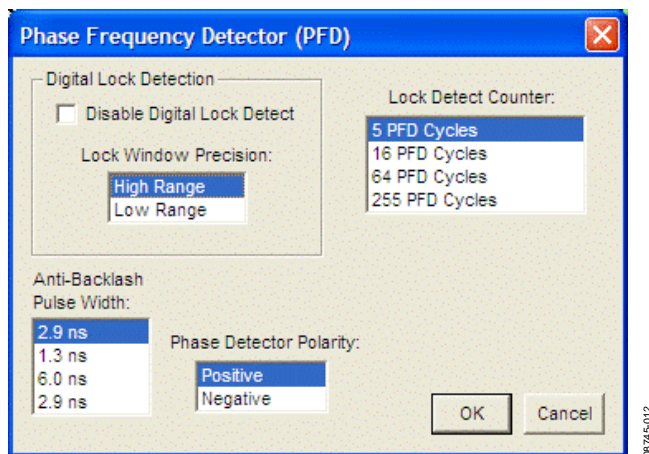 Phase Frequency Detector (PFD)
Digital Lock Detection
Disable Digital Lock Detect
Lock Window Precision:
High Range
Low Range
Lock Detect Counter:
5 PFD Cycles
16 PFD Cycles
64 PFD Cycles
255 PFD Cycles
Anti-Backlash
Pulse Width:
2.9 ns
1.3 ns
6.0 ns
2.9 ns
Phase Detector Polarity:
Positive
Negative
OK
Cancel
08745-012